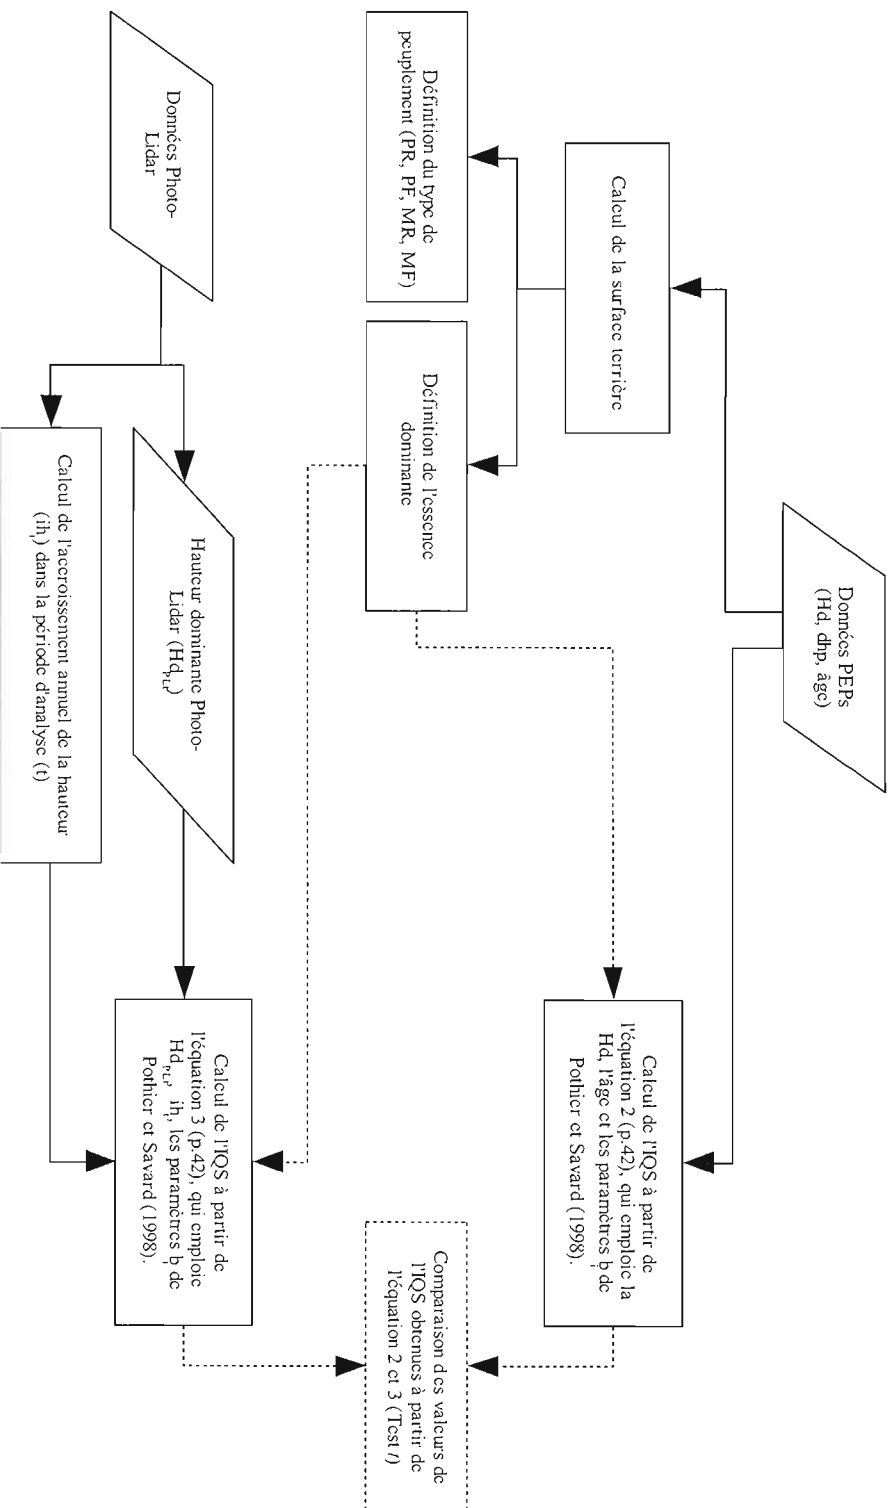 Données PEPs
(Hd, dhp, âge)
Calcul de la surface terrière
Définition du type de
peuplement (PR, PF, MR, MF)
Définition de l'essence
dominante
Calcul de l'IQS à partir de
l'équation 2 (p.42), qui emploie la
Hd, l'âge et les paramètres bᵢ de
Pothier et Savard (1998).
Données Photo-
Lidar
Hauteur dominante Photo-
Lidar (Hd_P-Lr)
Calcul de l'accroissement annuel de la hauteur
(ihₜ) dans la période d'analyse (t)
Calcul de l'IQS à partir de
l'équation 3 (p.42), qui emploie
Hd_P-Lr, ihₜ, les paramètres bᵢ de
Pothier et Savard (1998).
Comparaison des valeurs de
l'IQS obtenues à partir de
l'équation 2 et 3 (Test t)